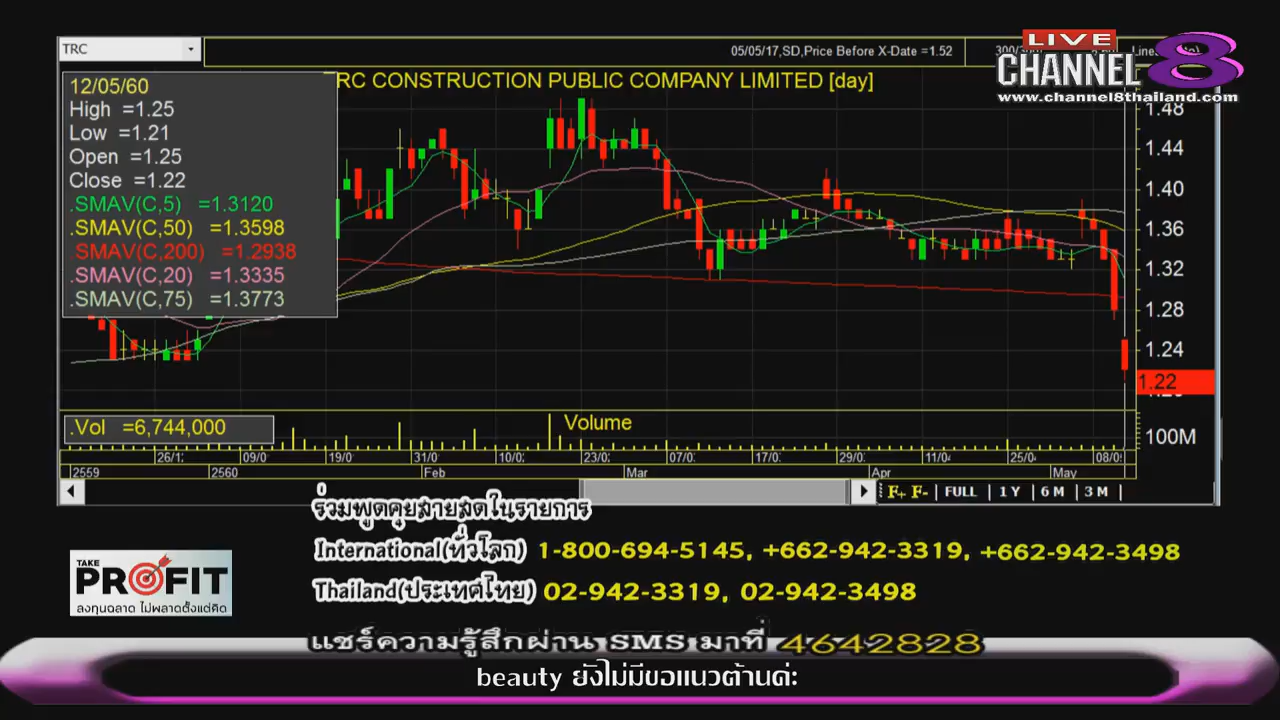 TRC
05/05/17,SD,Price Before X-Date =1.52
LIVE
CHANNEL 8
www.channel8thailand.com
TRC CONSTRUCTION PUBLIC COMPANY LIMITED [day]
12/05/60
High =1.25
Low =1.21
Open =1.25
Close =1.22
.SMAV(C,5) =1.3120
.SMAV(C,50) =1.3598
.SMAV(C,200) =1.2938
.SMAV(C,20) =1.3335
.SMAV(C,75) =1.3773
1.48
1.44
1.40
1.36
1.32
1.28
1.24
1.22
.Vol =6,744,000
Volume
100M
26/1 09/0 19/0 31/0 10/0 23/0 07/0 17/0 29/0 11/0 25/0 08/0
2559 2560 Feb Mar Apr May
F+ F- FULL 1 Y 6 M 3 M
0
ร่วมพูดคุยสายสดในรายการ
International(ทั่วโลก) 1-800-694-5145, +662-942-3319, +662-942-3498
Thailand(ประเทศไทย) 02-942-3319, 02-942-3498
TAKE
PROFIT
ลงทุนฉลาด ไม่พลาดตั้งแต่คิด
แชร์ความรู้สึกผ่าน SMS มาที่ 4642828
beauty ยังไม่มีขอแนวต้านค่ะ